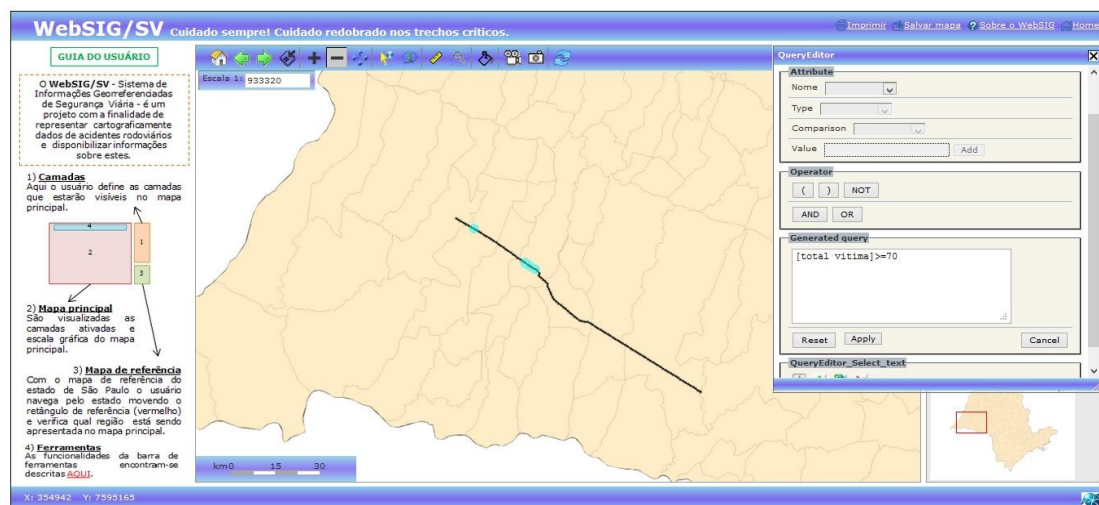 WebSIG/SV Cuidado sempre! Cuidado redobrado nos trechos críticos.
Imprimir Salvar mapa Sobre o WebSIG Home
GUIA DO USUÁRIO
O WebSIG/SV - Sistema de
Informações Georreferenciadas
de Segurança Viária - é um
projeto com a finalidade de
representar cartograficamente
dados de acidentes rodoviários
e disponibilizar informações
sobre estes.
1) Camadas
Aqui o usuário define as camadas
que estarão visíveis no mapa
principal.
4
2
1
3
2) Mapa principal
São visualizadas as
camadas ativadas e
escala gráfica do mapa
principal.
3) Mapa de referência
Com o mapa de referência do
estado de São Paulo o usuário
navega pelo estado movendo o
retângulo de referência (vermelho)
e verifica qual região está sendo
apresentada no mapa principal.
4) Ferramentas
As funcionalidades da barra de
ferramentas encontram-se
descritas AQUI.
Escala 1: 933320
km0 15 30
QueryEditor
Attribute
Nome
Type
Comparison
Value Add
Operator
( ) NOT
AND OR
Generated query
[total vitima]>=70
Reset Apply Cancel
QueryEditor_Select_text
X: 354942 Y: 7595165